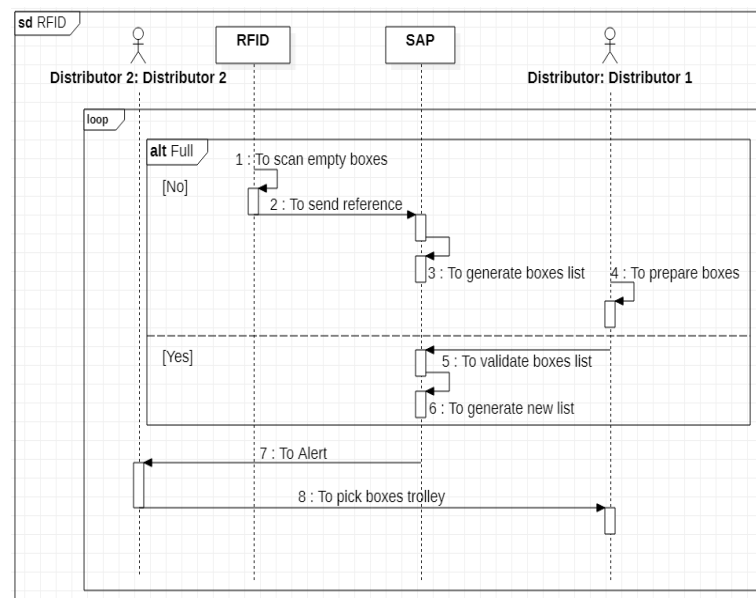 sd RFID
RFID
SAP
Distributor 2: Distributor 2
Distributor: Distributor 1
loop
alt Full
1 : To scan empty boxes
[No]
2 : To send reference
3 : To generate boxes list
4 : To prepare boxes
[Yes]
5 : To validate boxes list
6 : To generate new list
7 : To Alert
8 : To pick boxes trolley